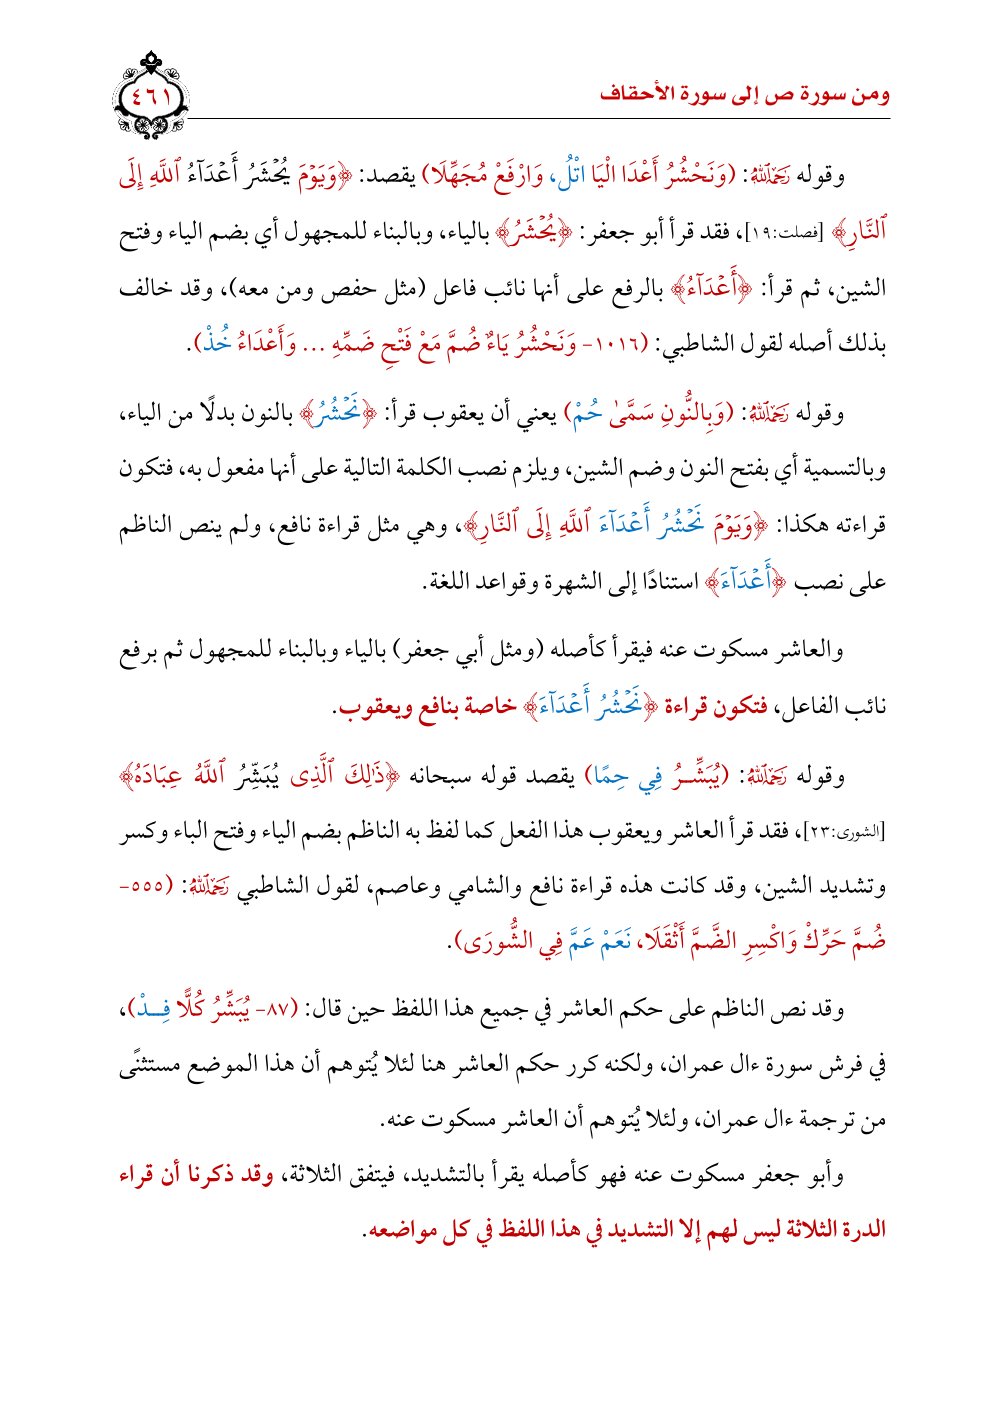 ومن سورة ص إلى سورة الأحقاف
٤٦١
وقوله رَحِمَهُ اللَّهُ: (وَنَحْشُرُ أَعْدَا الْيَا اتْلُ، وَارْفَعْ مُجَهِّلَا) يقصد: ﴿وَيَوْمَ يُحْشَرُ أَعْدَآءُ ٱللَّهِ إِلَى
ٱلنَّارِ﴾ [فصلت:١٩]، فقد قرأ أبو جعفر: ﴿يُحْشَرُ﴾ بالياء، وبالبناء للمجهول أي بضم الياء وفتح
الشين، ثم قرأ: ﴿أَعْدَآءُ﴾ بالرفع على أنها نائب فاعل (مثل حفص ومن معه)، وقد خالف
بذلك أصله لقول الشاطبي: (١٠١٦- وَنَحْشُرُ يَاءٌ ضُمَّ مَعْ فَتْحِ ضَمِّهِ ... وَأَعْدَاءُ خُذْ).
وقوله رَحِمَهُ اللَّهُ: (وَبِالنُّونِ سَمَّىٰ حُمْ) يعني أن يعقوب قرأ: ﴿نَحْشُرُ﴾ بالنون بدلًا من الياء،
وبالتسمية أي بفتح النون وضم الشين، ويلزم نصب الكلمة التالية على أنها مفعول به، فتكون
قراءته هكذا: ﴿وَيَوْمَ نَحْشُرُ أَعْدَآءَ ٱللَّهِ إِلَى ٱلنَّارِ﴾، وهي مثل قراءة نافع، ولم ينص الناظم
على نصب ﴿أَعْدَآءَ﴾ استنادًا إلى الشهرة وقواعد اللغة.
والعاشر مسكوت عنه فيقرأ كأصله (ومثل أبي جعفر) بالياء وبالبناء للمجهول ثم برفع
نائب الفاعل، فتكون قراءة ﴿نَحْشُرُ أَعْدَآءَ﴾ خاصة بنافع ويعقوب.
وقوله رَحِمَهُ اللَّهُ: (يُبَشِّـرُ فِي حِمًا) يقصد قوله سبحانه ﴿ذَٰلِكَ ٱلَّذِى يُبَشِّرُ ٱللَّهُ عِبَادَهُ﴾
[الشورى:٢٣]، فقد قرأ العاشر ويعقوب هذا الفعل كما لفظ به الناظم بضم الياء وفتح الباء وكسر
وتشديد الشين، وقد كانت هذه قراءة نافع والشامي وعاصم، لقول الشاطبي رَحِمَهُ اللَّهُ: (٥٥٥-
ضُمَّ حَرِّكْ وَاكْسِرِ الضَّمَّ أَثْقَلَا، نَعَمْ عَمَّ فِي الشُّورَى).
وقد نص الناظم على حكم العاشر في جميع هذا اللفظ حين قال: (٨٧- يُبَشِّرُ كُلًّا فِـدْ)،
في فرش سورة ءال عمران، ولكنه كرر حكم العاشر هنا لئلا يُتوهم أن هذا الموضع مستثنًى
من ترجمة ءال عمران، ولئلا يُتوهم أن العاشر مسكوت عنه.
وأبو جعفر مسكوت عنه فهو كأصله يقرأ بالتشديد، فيتفق الثلاثة، وقد ذكرنا أن قراء
الدرة الثلاثة ليس لهم إلا التشديد في هذا اللفظ في كل مواضعه.